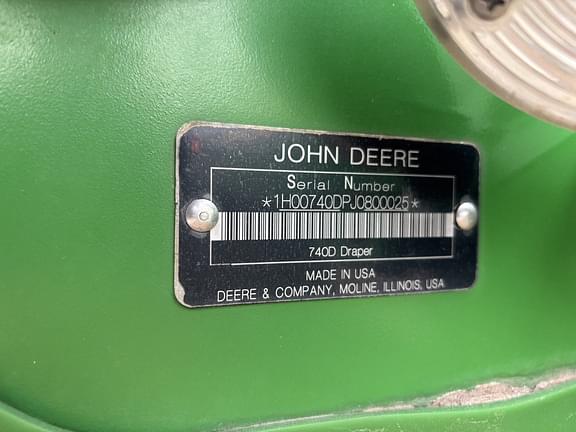 JOHN DEERE
Serial Number
*1H00740DPJ0800025*
740D Draper
MADE IN USA
DEERE & COMPANY, MOLINE, ILLINOIS, USA